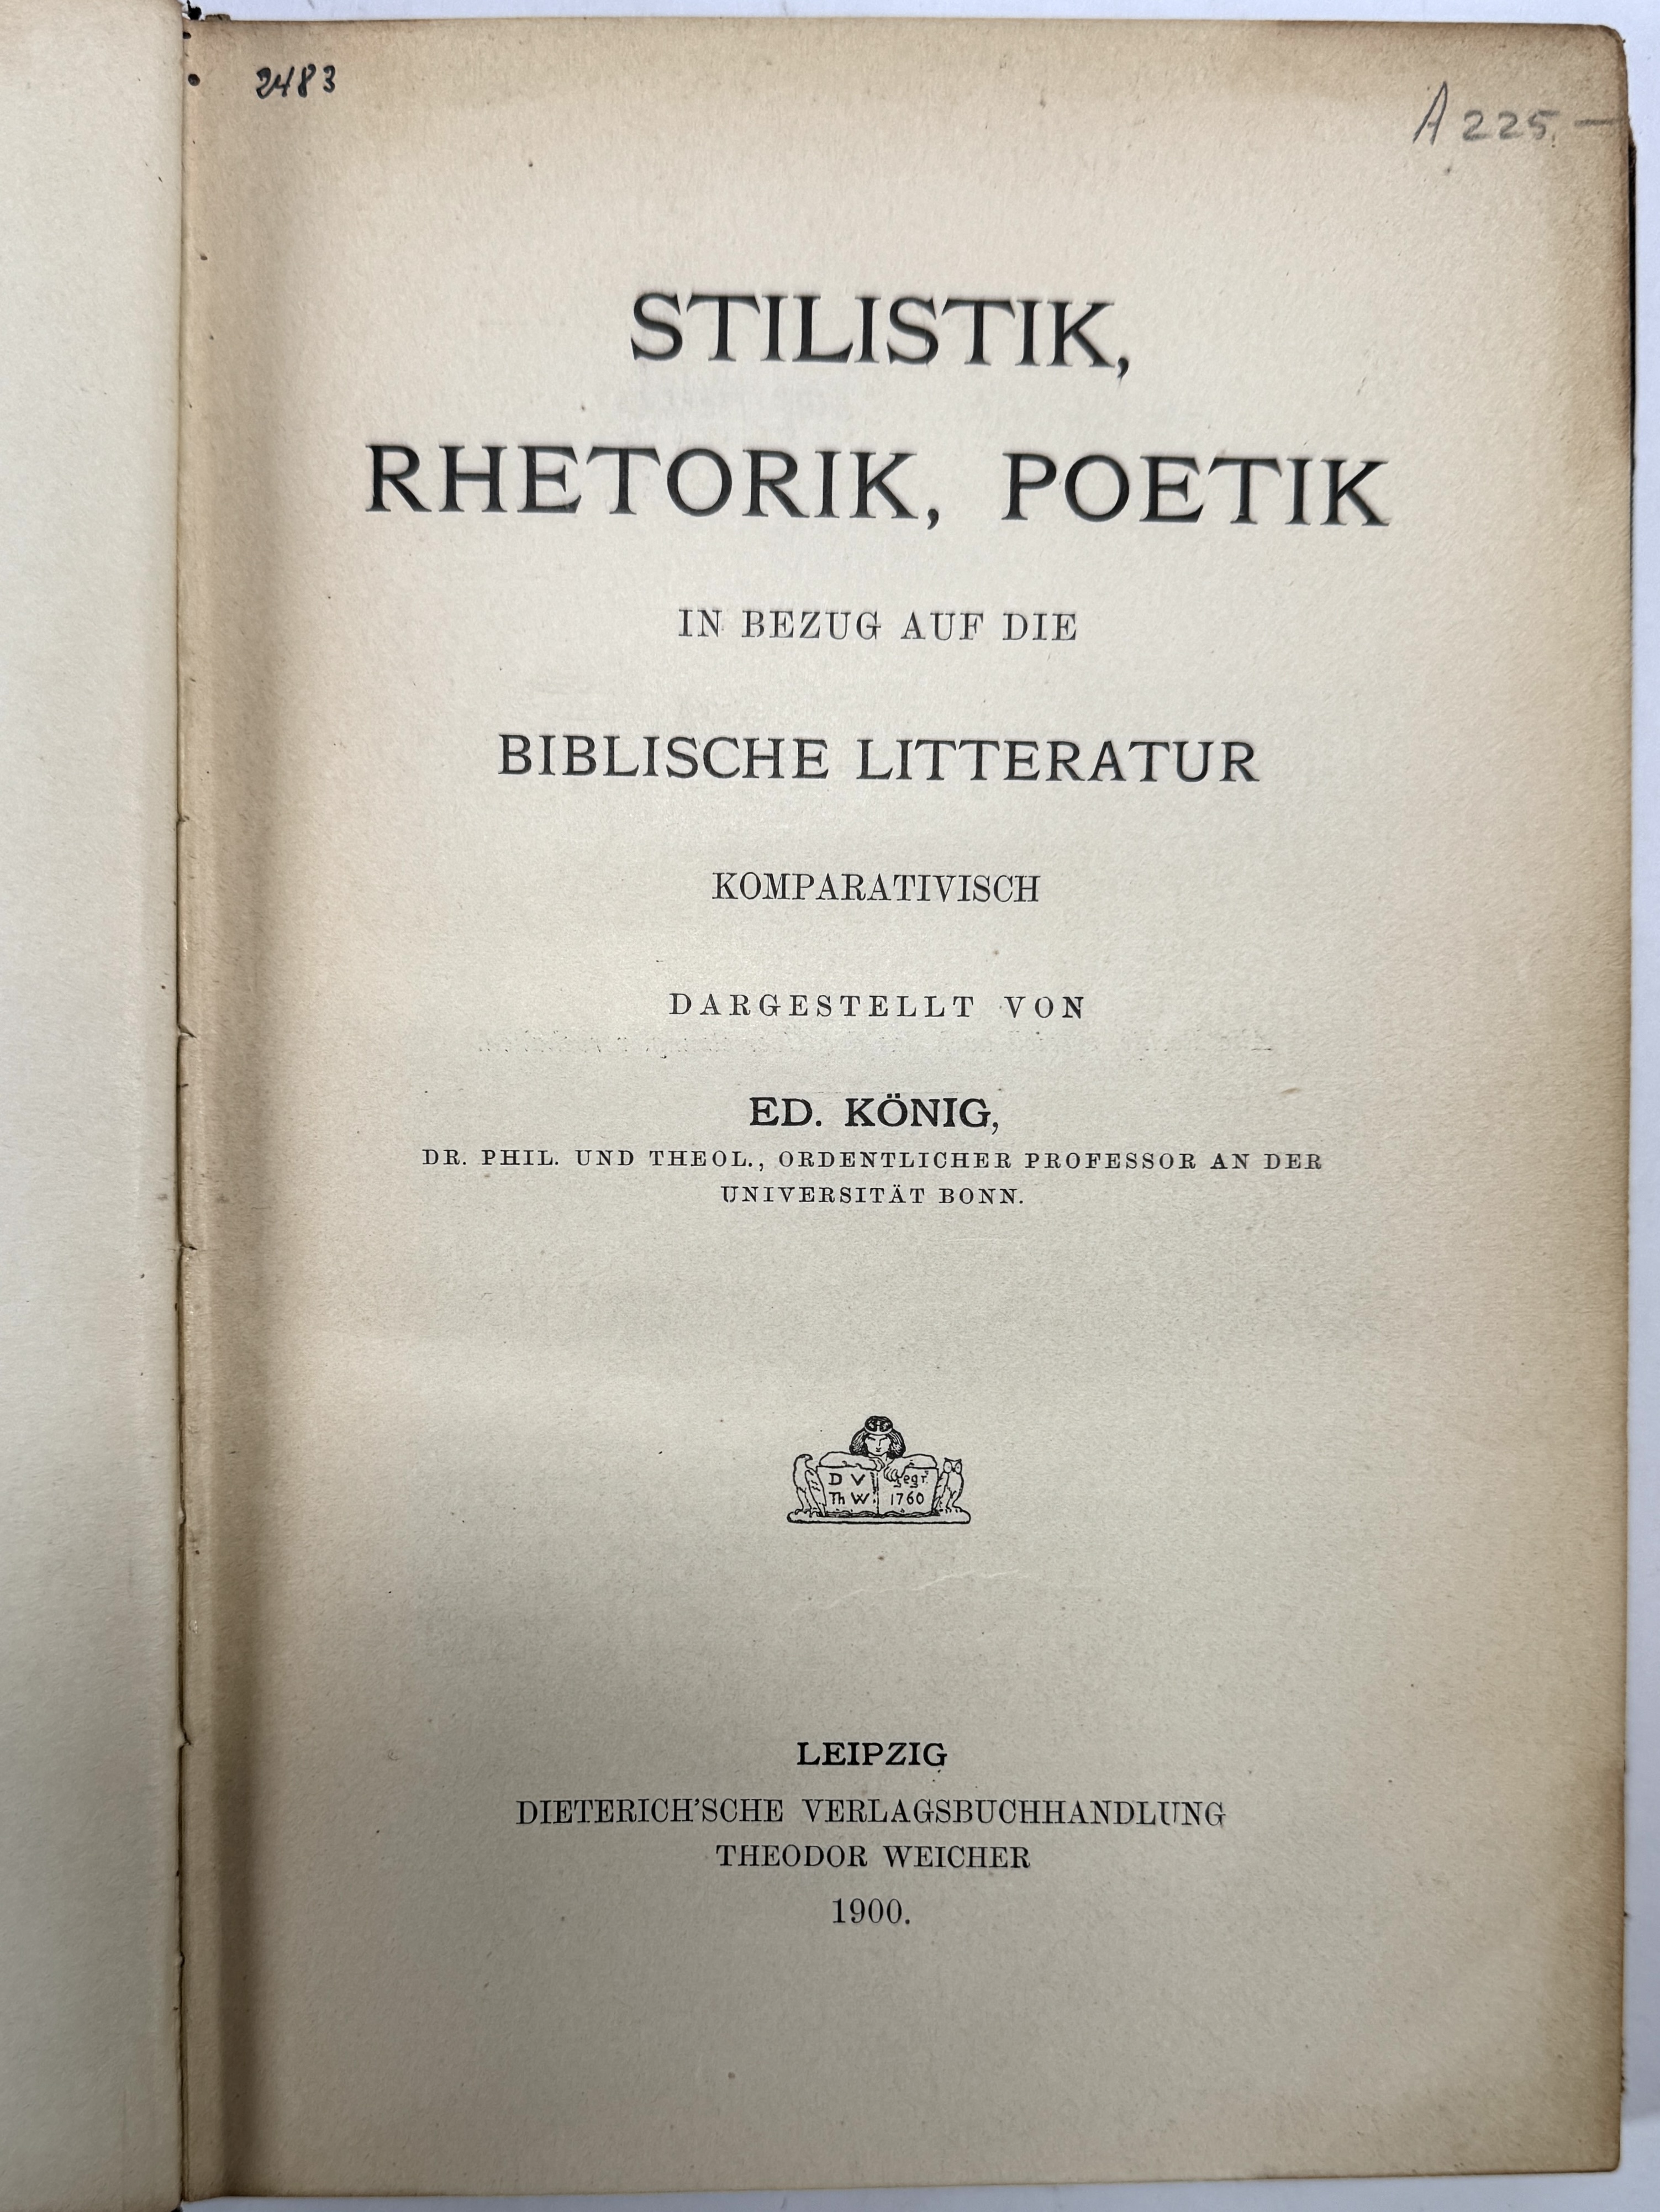 2483
A 225.—
STILISTIK,
RHETORIK, POETIK
IN BEZUG AUF DIE
BIBLISCHE LITTERATUR
KOMPARATIVISCH
DARGESTELLT VON
ED. KÖNIG,
DR. PHIL. UND THEOL., ORDENTLICHER PROFESSOR AN DER
UNIVERSITÄT BONN.
D V gegr.
Th W. 1760
LEIPZIG
DIETERICH'SCHE VERLAGSBUCHHANDLUNG
THEODOR WEICHER
1900.